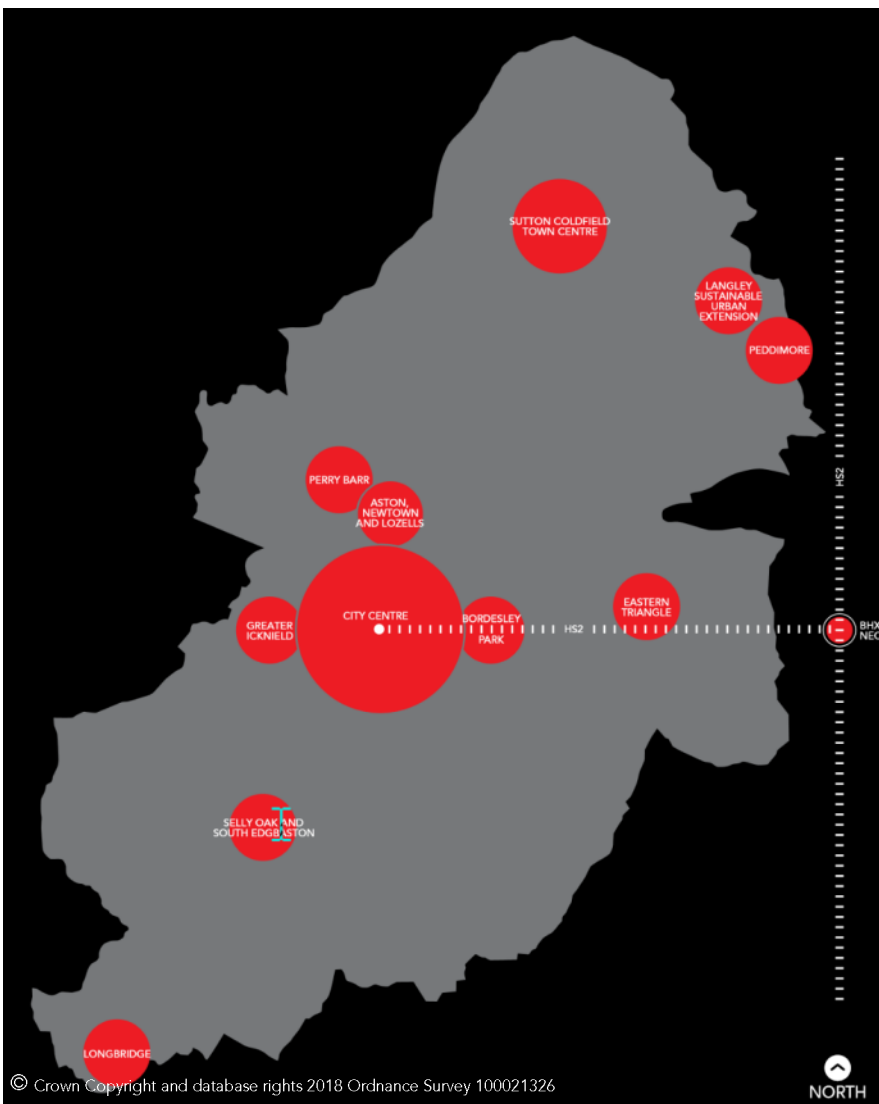 SUTTON COLDFIELD
TOWN CENTRE
LANGLEY
SUSTAINABLE
URBAN
EXTENSION
PEDDIMORE
HS2
PERRY BARR
ASTON,
NEWTOWN
AND LOZELLS
CITY CENTRE
GREATER
ICKNIELD
BORDESLEY
PARK
HS2
EASTERN
TRIANGLE
BHX
NEC
SELLY OAK AND
SOUTH EDGBASTON
LONGBRIDGE
© Crown Copyright and database rights 2018 Ordnance Survey 100021326
NORTH